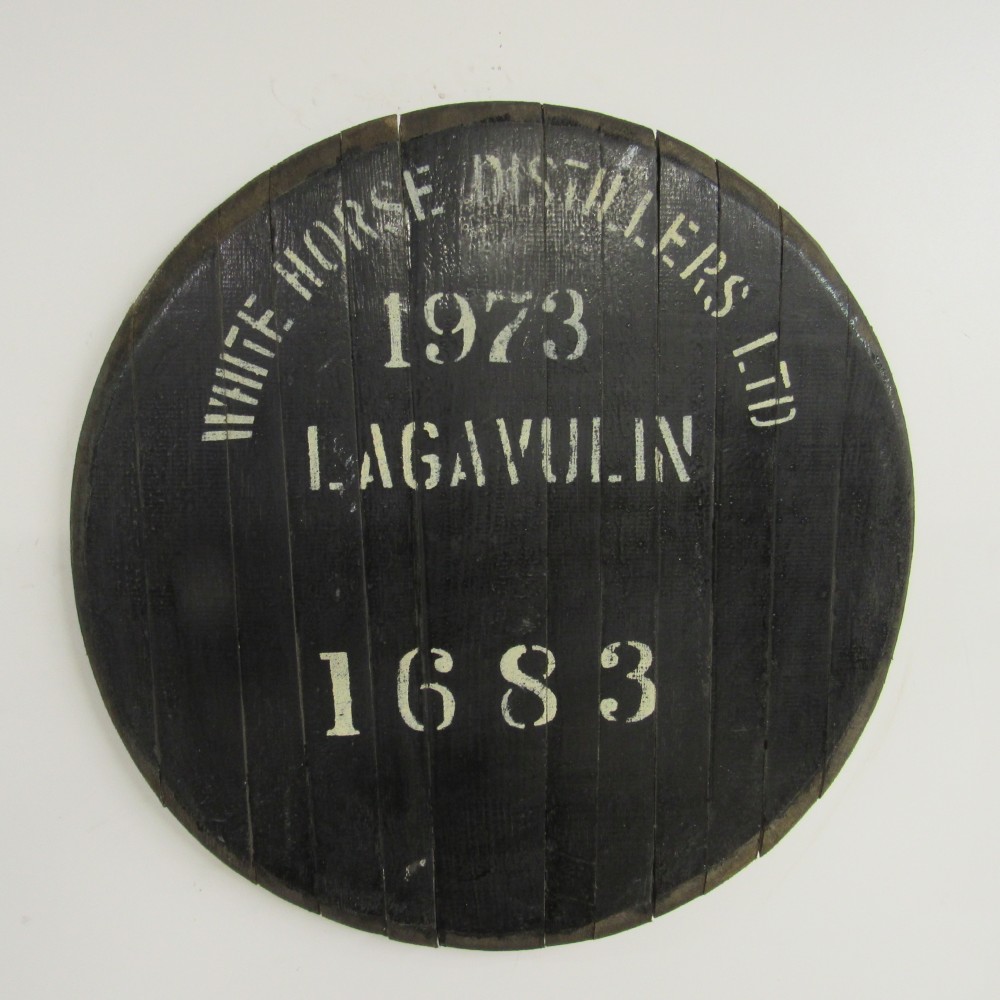 WHITE HORSE DISTILLERS LTD
1973
LAGAVULIN
1683